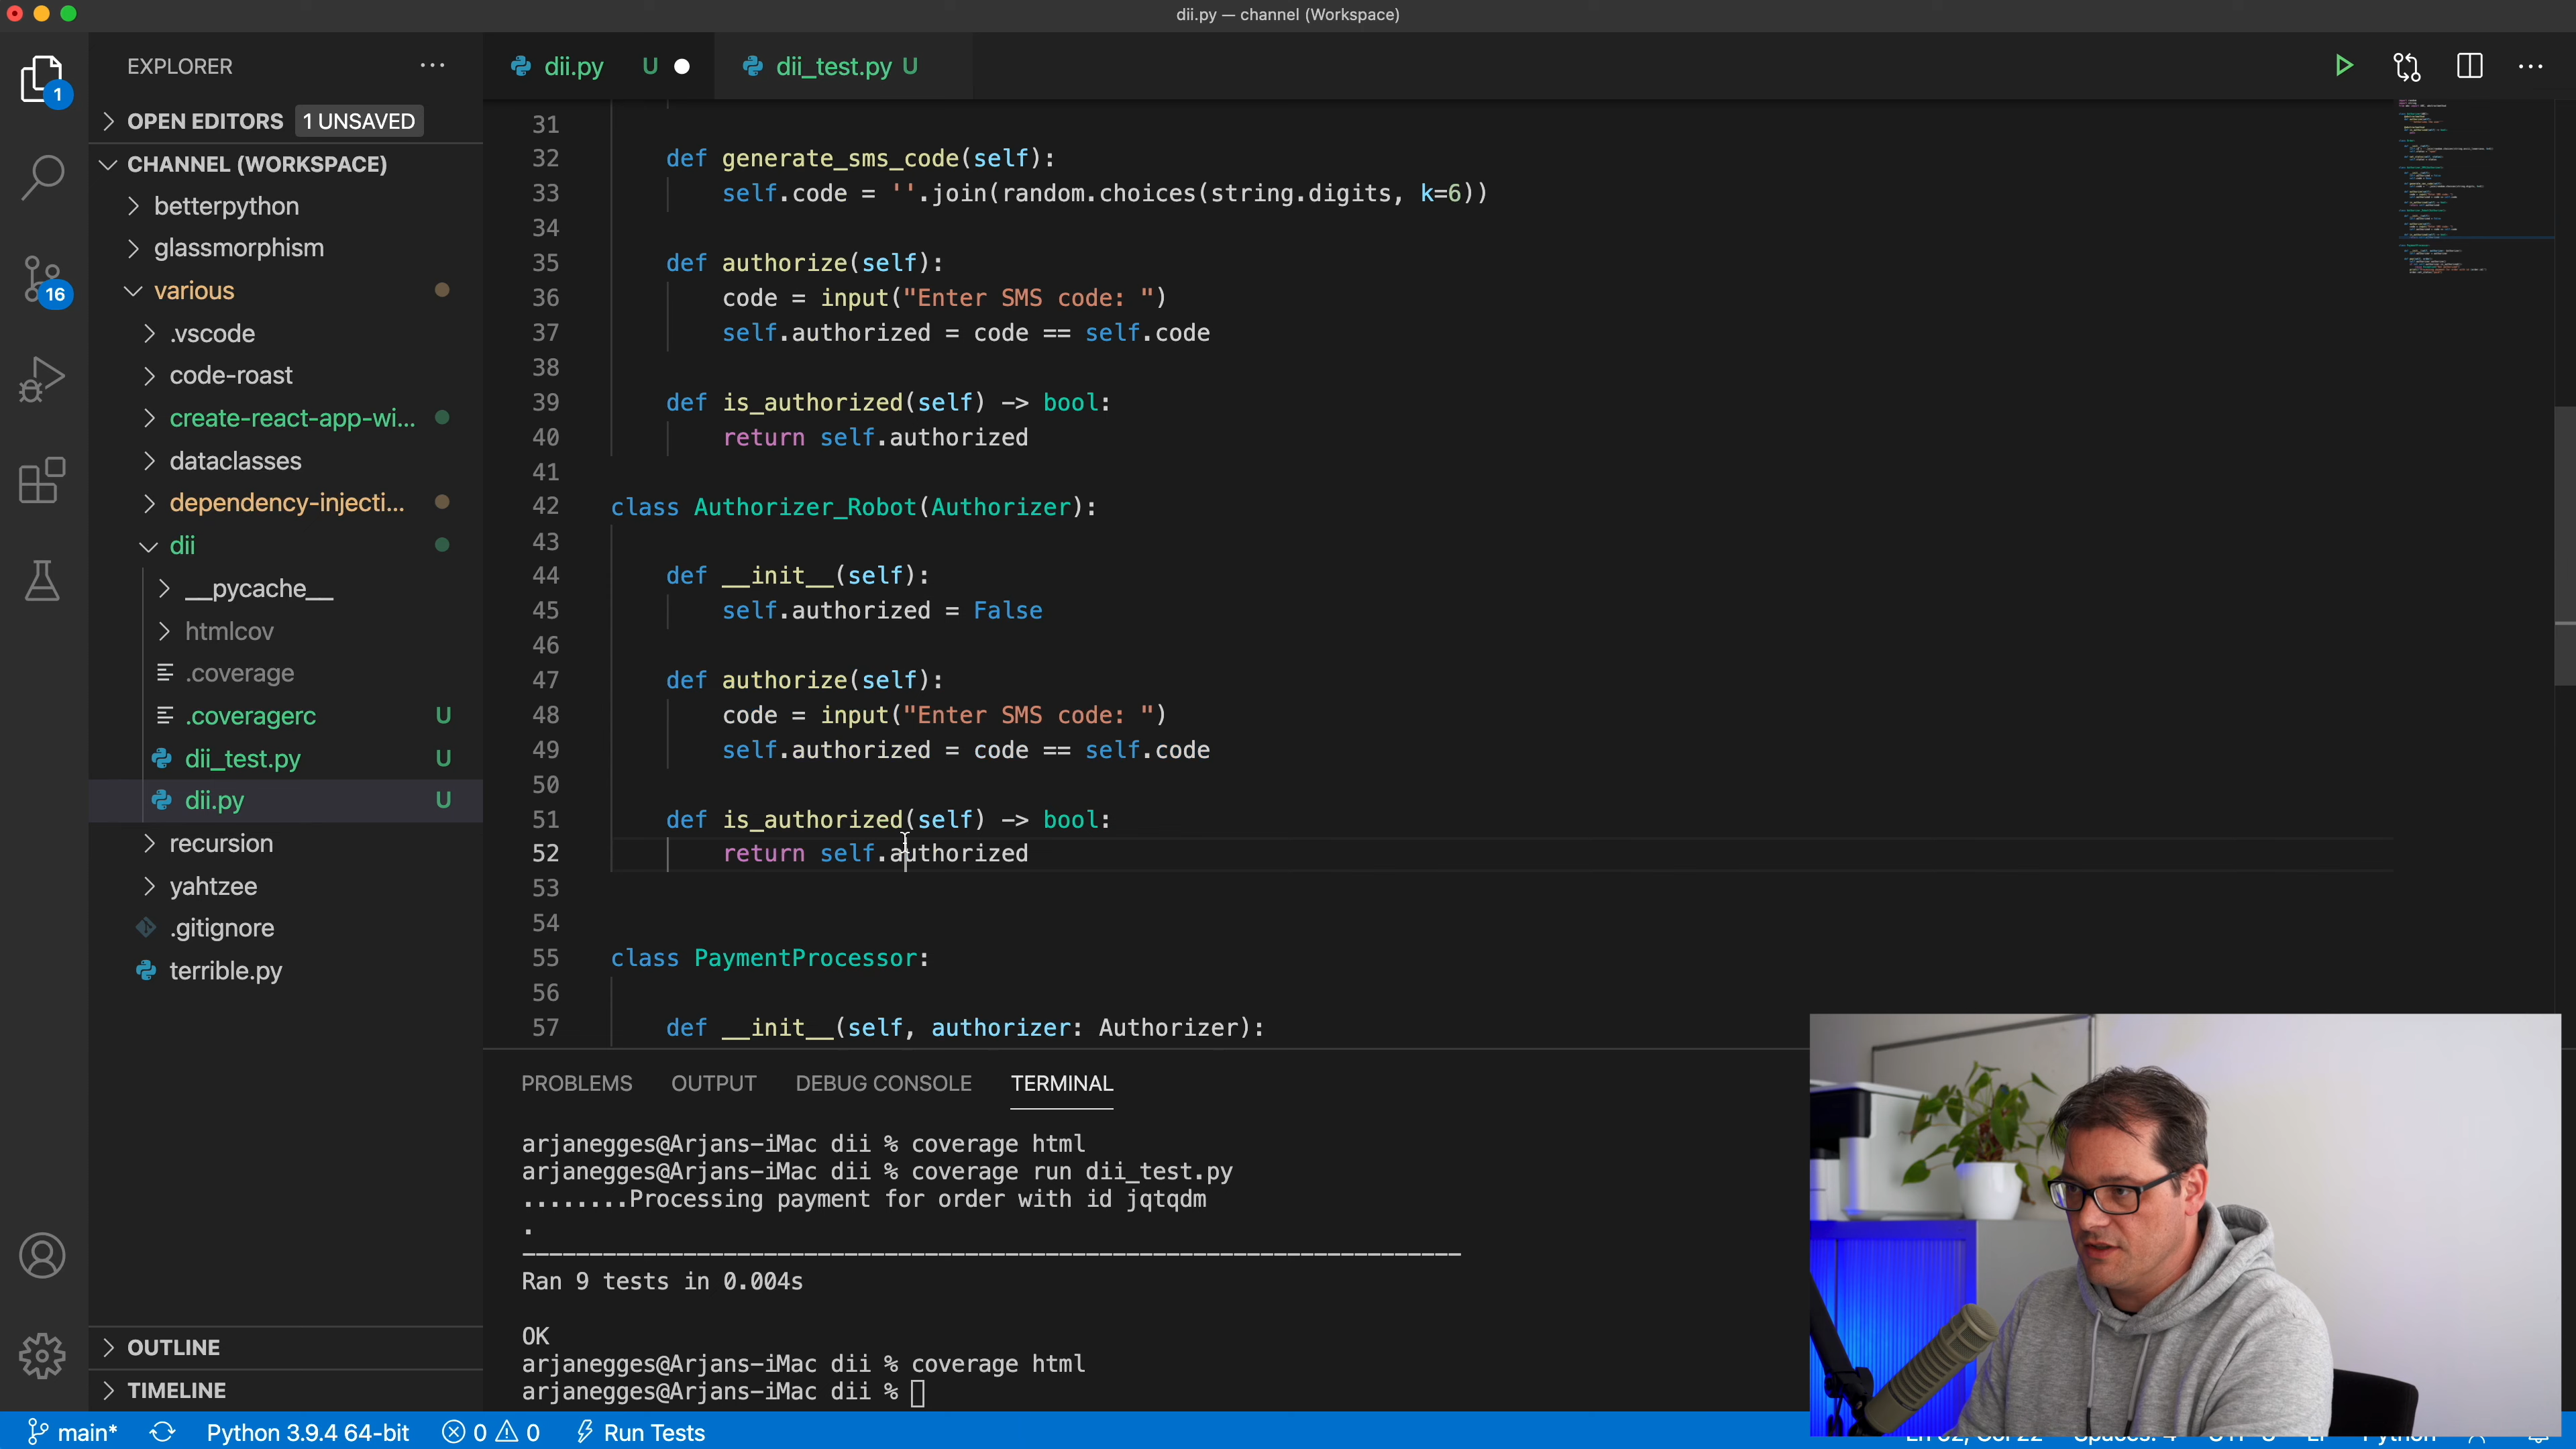 dii.py — channel (Workspace)
EXPLORER
1
OPEN EDITORS 1 UNSAVED
CHANNEL (WORKSPACE)
betterpython
glassmorphism
various
16
.vscode
code-roast
create-react-app-wi...
dataclasses
dependency-injecti...
dii
__pycache__
htmlcov
.coverage
.coveragerc U
dii_test.py U
dii.py U
recursion
yahtzee
.gitignore
terrible.py
OUTLINE
TIMELINE
dii.py U
dii_test.py U
31
32 def generate_sms_code(self):
33 self.code = ''.join(random.choices(string.digits, k=6))
34
35 def authorize(self):
36 code = input("Enter SMS code: ")
37 self.authorized = code == self.code
38
39 def is_authorized(self) -> bool:
40 return self.authorized
41
42 class Authorizer_Robot(Authorizer):
43
44 def __init__(self):
45 self.authorized = False
46
47 def authorize(self):
48 code = input("Enter SMS code: ")
49 self.authorized = code == self.code
50
51 def is_authorized(self) -> bool:
52 return self.authorized
53
54
55 class PaymentProcessor:
56
57 def __init__(self, authorizer: Authorizer):
PROBLEMS OUTPUT DEBUG CONSOLE TERMINAL
arjanegges@Arjans-iMac dii % coverage html
arjanegges@Arjans-iMac dii % coverage run dii_test.py
........Processing payment for order with id jqtqdm
.
----------------------------------------------------------------------
Ran 9 tests in 0.004s
OK
arjanegges@Arjans-iMac dii % coverage html
arjanegges@Arjans-iMac dii %
main* Python 3.9.4 64-bit 0 0 Run Tests